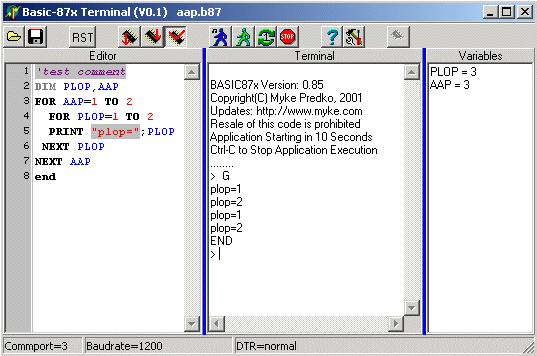 Basic-87x Terminal (V0.1) aap.b87
RST
Editor
1 'test comment
2 DIM PLOP,AAP
3 FOR AAP=1 TO 2
4 FOR PLOP=1 TO 2
5 PRINT "plop=";PLOP
6 NEXT PLOP
7 NEXT AAP
8 end
Terminal
BASIC87x Version: 0.85
Copyright[C] Myke Predko, 2001
Updates: http://www.myke.com
Resale of this code is prohibited
Application Starting in 10 Seconds
Ctrl-C to Stop Application Execution
........
> G
plop=1
plop=2
plop=1
plop=2
END
>
Variables
PLOP = 3
AAP = 3
Commport=3 Baudrate=1200 DTR=normal